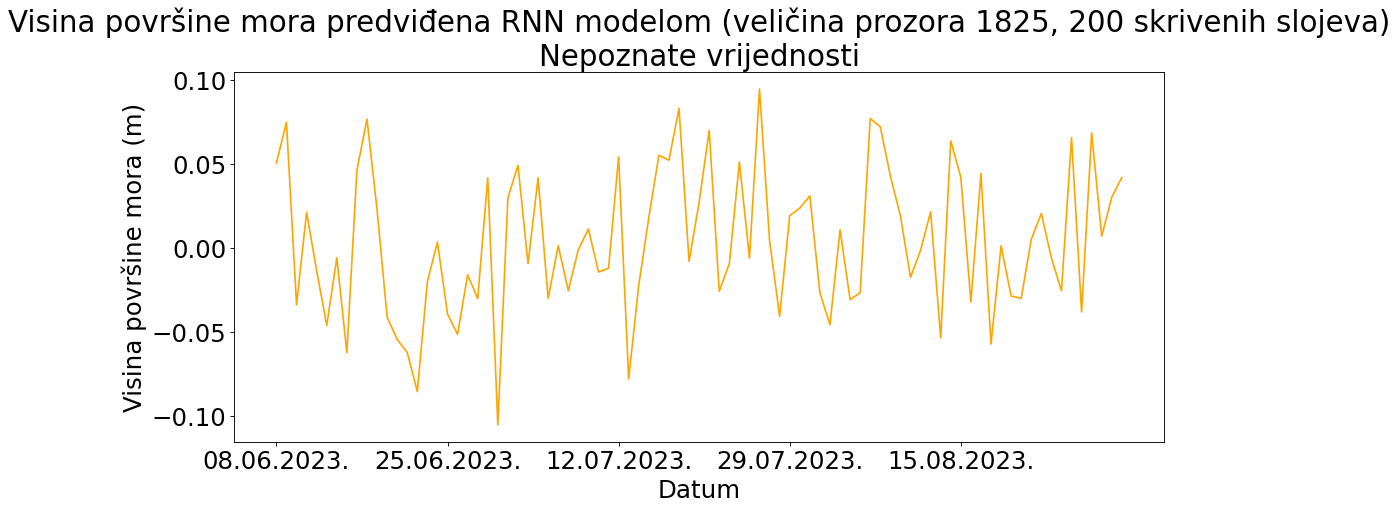 Visina površine mora predviđena RNN modelom (veličina prozora 1825, 200 skrivenih slojeva)
Nepoznate vrijednosti
Visina površine mora (m)
0.10
0.05
0.00
−0.05
−0.10
08.06.2023. 25.06.2023. 12.07.2023. 29.07.2023. 15.08.2023.
Datum